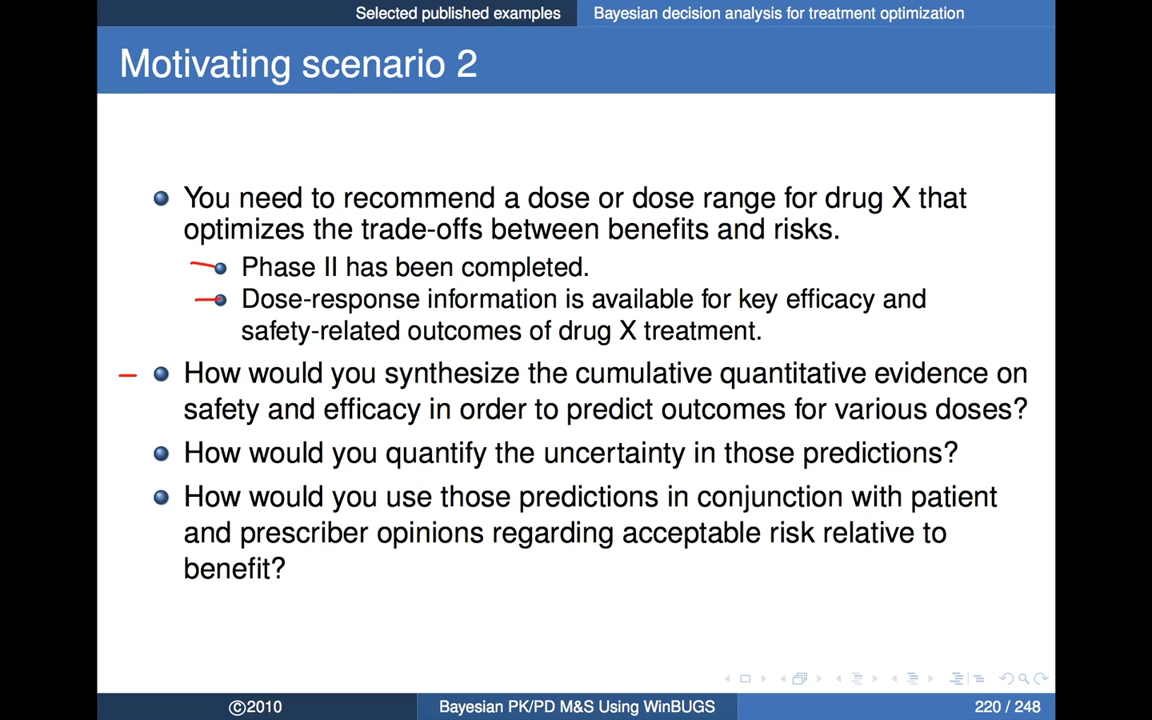 Selected published examples
Bayesian decision analysis for treatment optimization
Motivating scenario 2
You need to recommend a dose or dose range for drug X that
optimizes the trade-offs between benefits and risks.
Phase II has been completed.
Dose-response information is available for key efficacy and
safety-related outcomes of drug X treatment.
How would you synthesize the cumulative quantitative evidence on
safety and efficacy in order to predict outcomes for various doses?
How would you quantify the uncertainty in those predictions?
How would you use those predictions in conjunction with patient
and prescriber opinions regarding acceptable risk relative to
benefit?
©2010
Bayesian PK/PD M&S Using WinBUGS
220 / 248